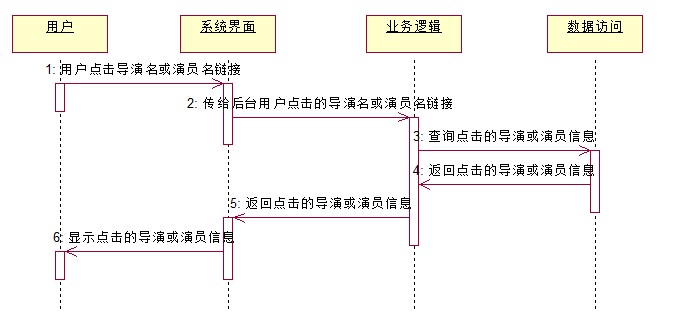 用户
系统界面
业务逻辑
数据访问
1: 用户点击导演名或演员名链接
2: 传给后台用户点击的导演名或演员名链接
3: 查询点击的导演或演员信息
4: 返回点击的导演或演员信息
5: 返回点击的导演或演员信息
6: 显示点击的导演或演员信息